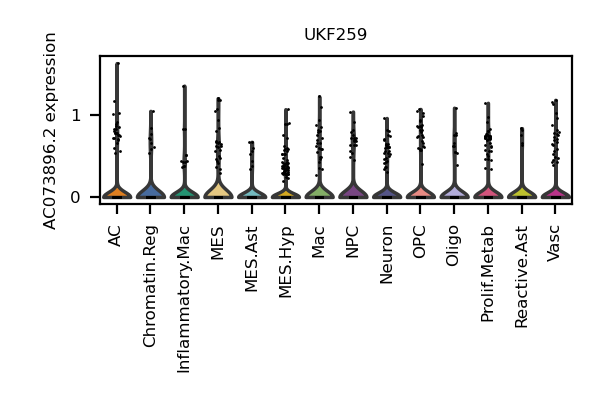 UKF259
AC073896.2 expression
1
0
AC
Chromatin.Reg
Inflammatory.Mac
MES
MES.Ast
MES.Hyp
Mac
NPC
Neuron
OPC
Oligo
Prolif.Metab
Reactive.Ast
Vasc